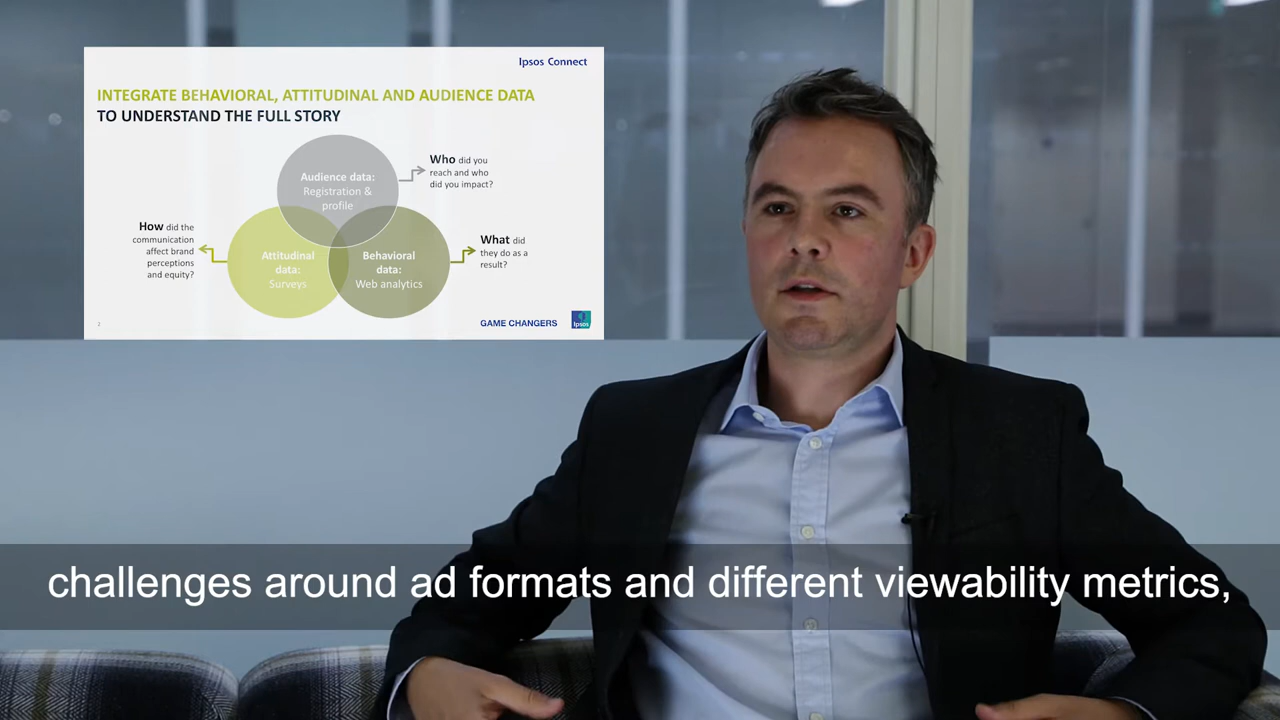 Ipsos Connect
INTEGRATE BEHAVIORAL, ATTITUDINAL AND AUDIENCE DATA
TO UNDERSTAND THE FULL STORY
Audience data:
Registration &
profile
Who did you
reach and who
did you impact?
How did the
communication
affect brand
perceptions
and equity?
Attitudinal
data:
Surveys
Behavioral
data:
Web analytics
What did
they do as a
result?
GAME CHANGERS
Ipsos
challenges around ad formats and different viewability metrics,